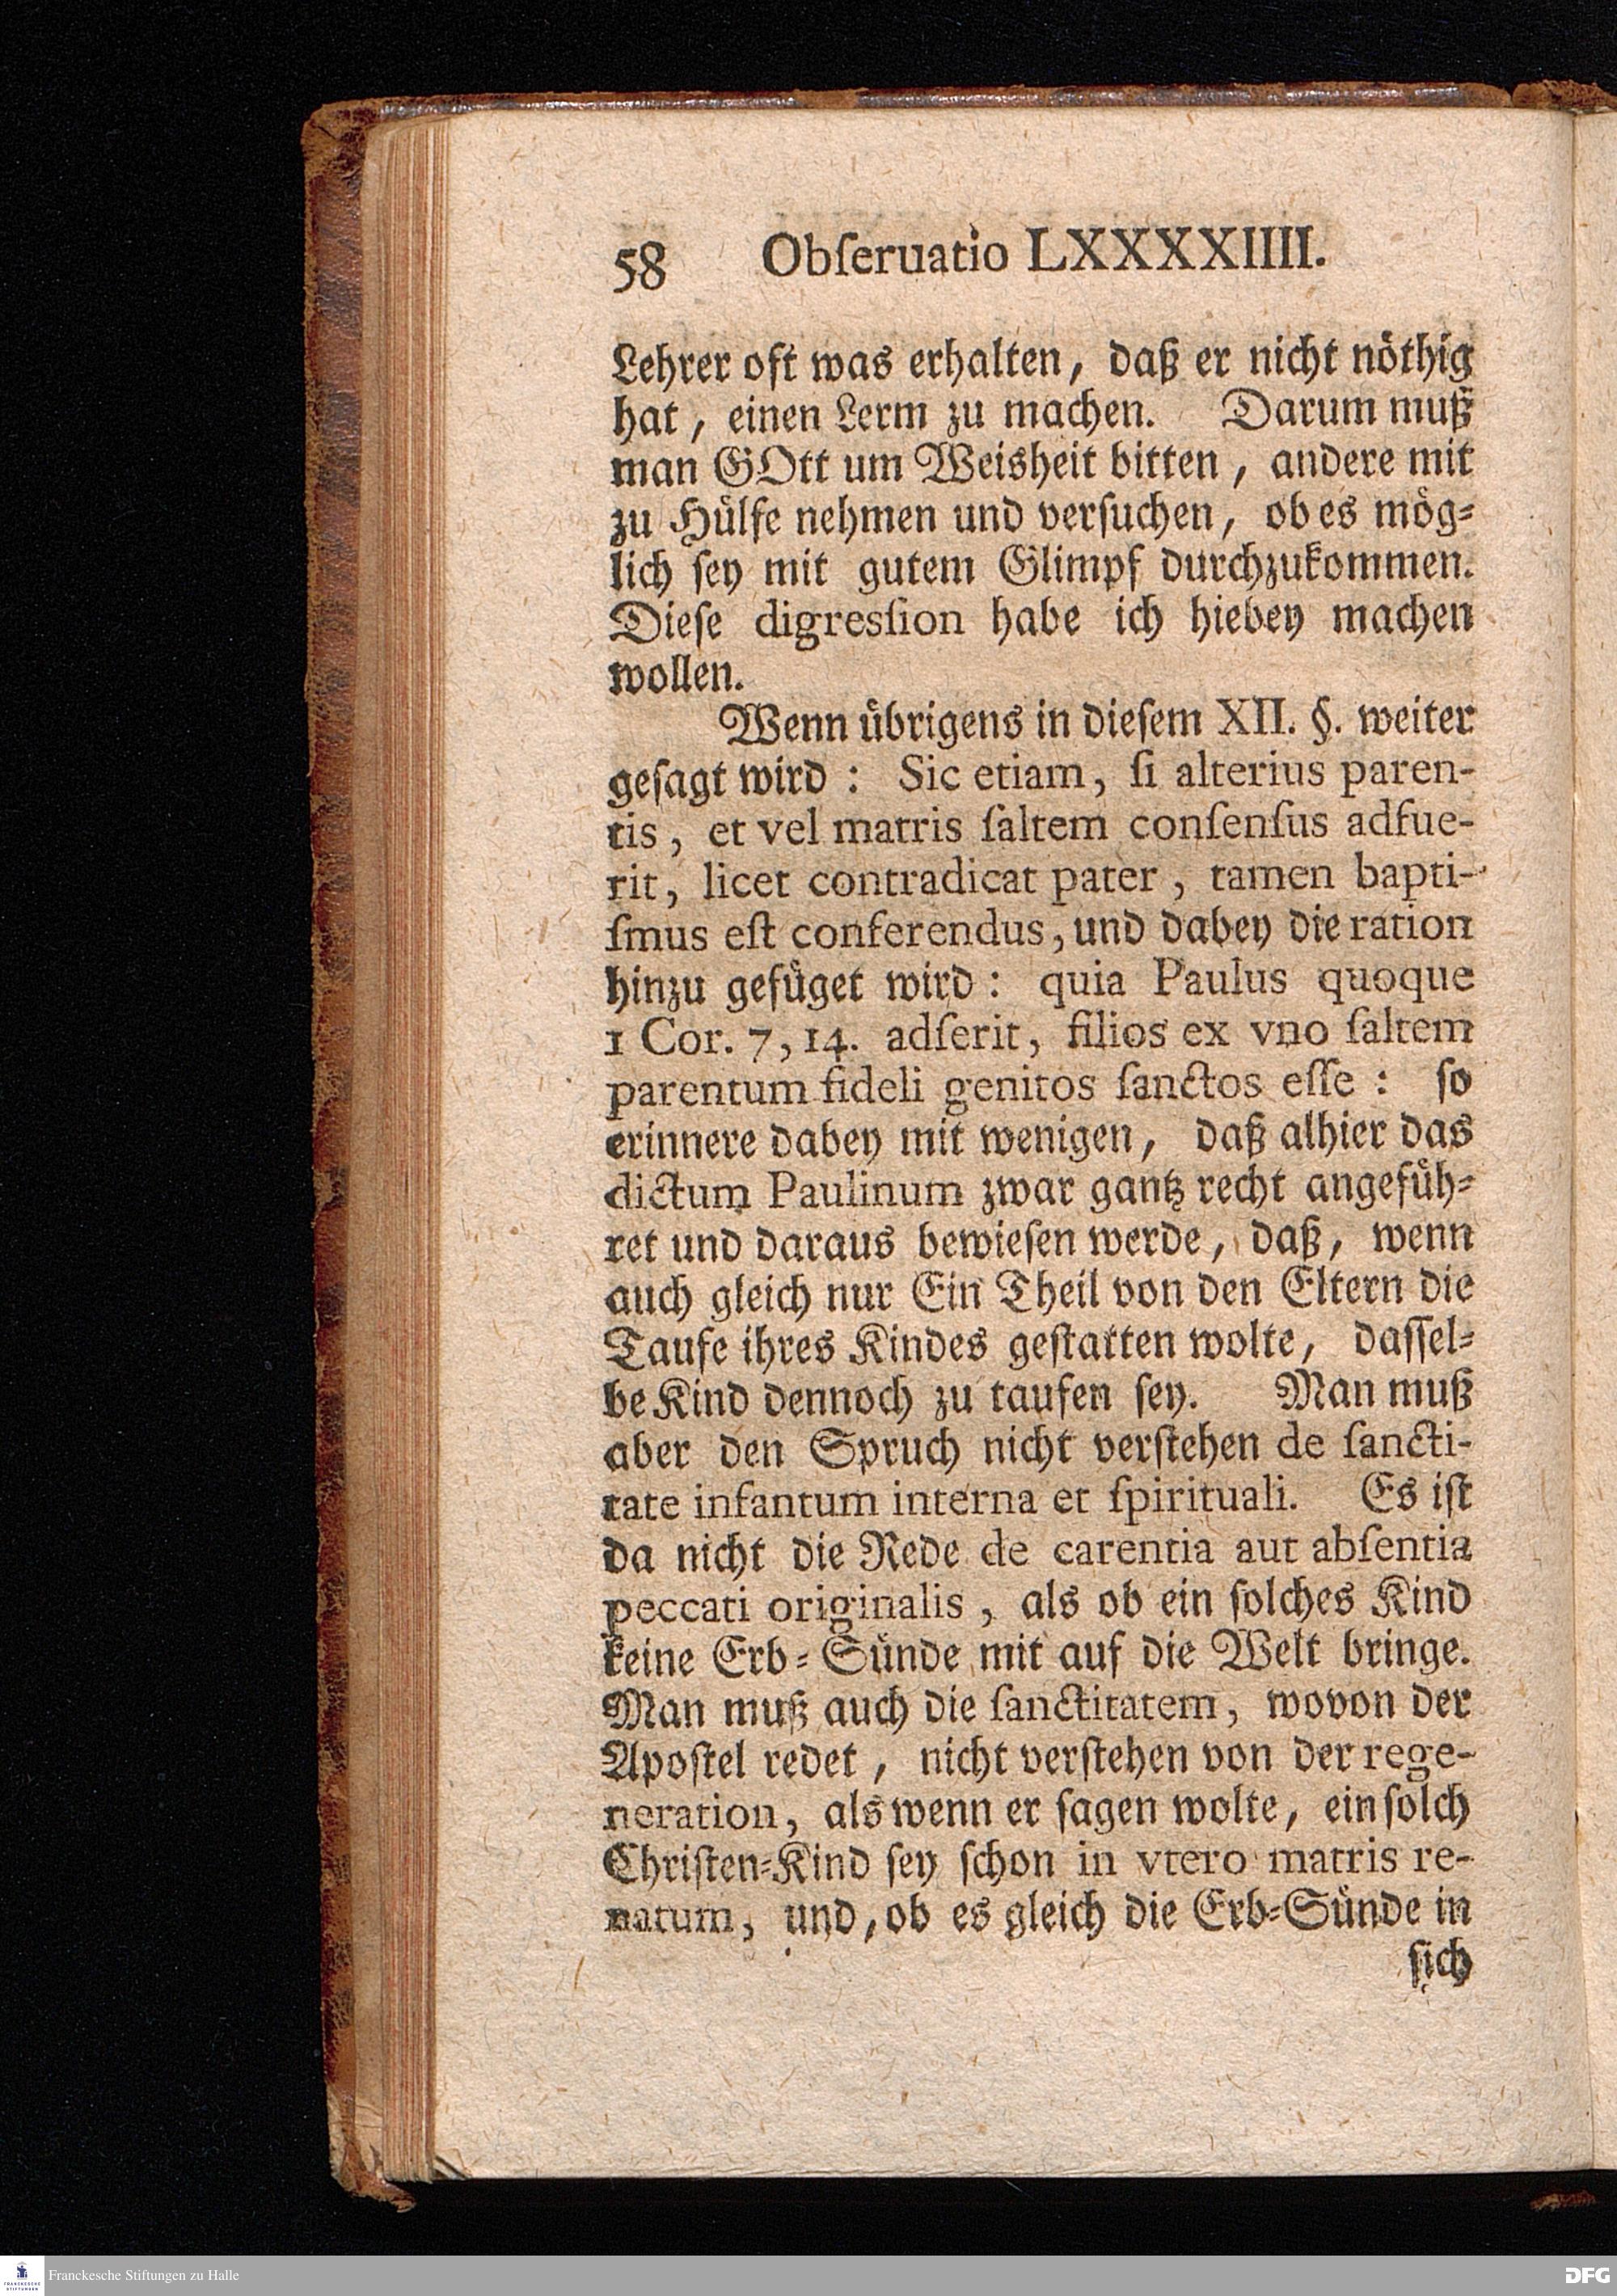 58 Obſeruatio LXXXXIIII.
Lehrer oft was erhalten, daß er nicht nöthig
hat, einen Lerm zu machen. Darum muß
man GOtt um Weisheit bitten, andere mit
zu Hülfe nehmen und verſuchen, ob es mög-
lich ſey mit gutem Glimpf durchzukommen.
Dieſe digresſion habe ich hiebey machen
wollen.
Wenn übrigens in dieſem XII. §. weiter
geſagt wird: Sic etiam, ſi alterius paren-
tis, et vel matris ſaltem conſenſus adfue-
rit, licet contradicat pater, tamen bapti-
ſmus eſt conferendus, und dabey die ration
hinzu gefüget wird: quia Paulus quoque
1 Cor. 7, 14. adſerit, filios ex vno ſaltem
parentum fideli genitos ſanctos eſſe: ſo
erinnere dabey mit wenigen, daß alhier das
dictum Paulinum zwar gantz recht angefüh-
ret und daraus bewieſen werde, daß, wenn
auch gleich nur Ein Theil von den Eltern die
Taufe ihres Kindes geſtatten wolte, daſſel-
be Kind dennoch zu taufen ſey. Man muß
aber den Spruch nicht verſtehen de ſancti-
tate infantum interna et ſpirituali. Es iſt
da nicht die Rede de carentia aut abſentia
peccati originalis, als ob ein ſolches Kind
keine Erb-Sünde mit auf die Welt bringe.
Man muß auch die ſanctitatem, wovon der
Apoſtel redet, nicht verſtehen von der rege-
neration, als wenn er ſagen wolte, ein ſolch
Chriſten-Kind ſey ſchon in vtero matris re-
natum, und, ob es gleich die Erb-Sünde in
ſich
Franckesche Stiftungen zu Halle
FRANCKESCHE
STIFTUNGEN
DFG